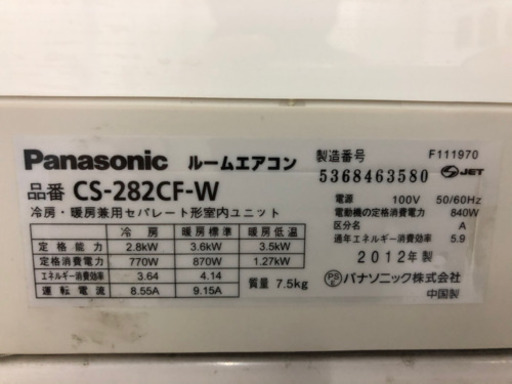 Panasonic ルームエアコン
品番 CS-282CF-W
冷房・暖房兼用セパレート形室内ユニット
冷房 暖房標準 暖房低温
定格能力 2.8kW 3.6kW 3.5kW
定格消費電力 770W 870W 1.27kW
エネルギー消費効率 3.64 4.14
運転電流 8.55A 9.15A
質量 7.5kg
製造番号 F111970
5368463580 JET
電源 100V 50/60Hz
電動機の定格消費電力 840W
区分名 A
通年エネルギー消費効率 5.9
2012年製
PSE パナソニック株式会社
中国製